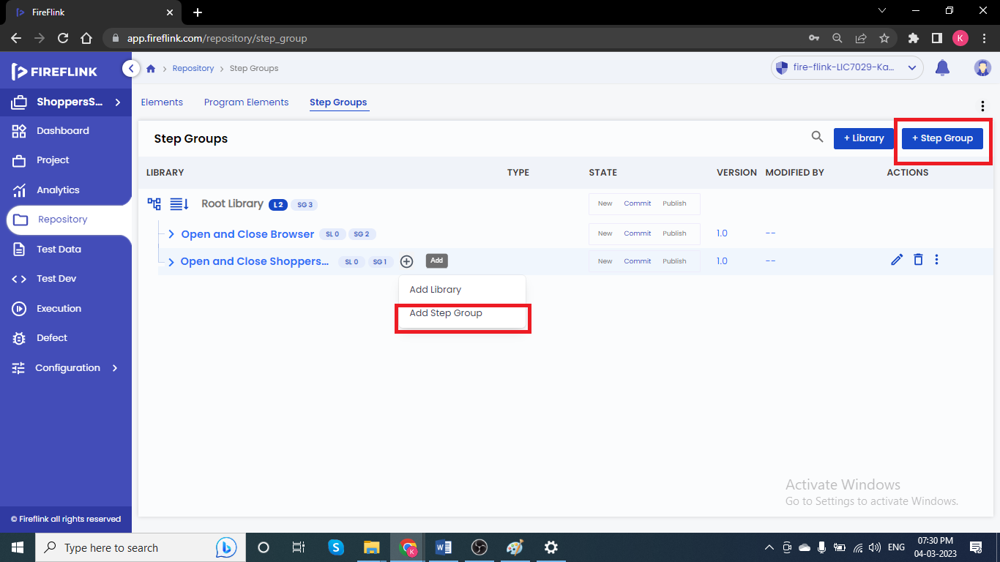 FireFlink
app.fireflink.com/repository/step_group
K
FIREFLINK
Repository
Step Groups
fire-flink-LIC7029-Ka...
ShoppersS...
Elements
Program Elements
Step Groups
Dashboard
Project
Analytics
Repository
Test Data
Test Dev
Execution
Defect
Configuration
© Fireflink all rights reserved
Step Groups
+ Library
+ Step Group
LIBRARY
TYPE
STATE
VERSION
MODIFIED BY
ACTIONS
Root Library
L 2
SG 3
New
Commit
Publish
Open and Close Browser
SL 0
SG 2
New
Commit
Publish
1.0
--
Open and Close Shoppers...
SL 0
SG 1
Add
New
Commit
Publish
1.0
--
Add Library
Add Step Group
Activate Windows
Go to Settings to activate Windows.
Type here to search
ENG
07:30 PM
04-03-2023